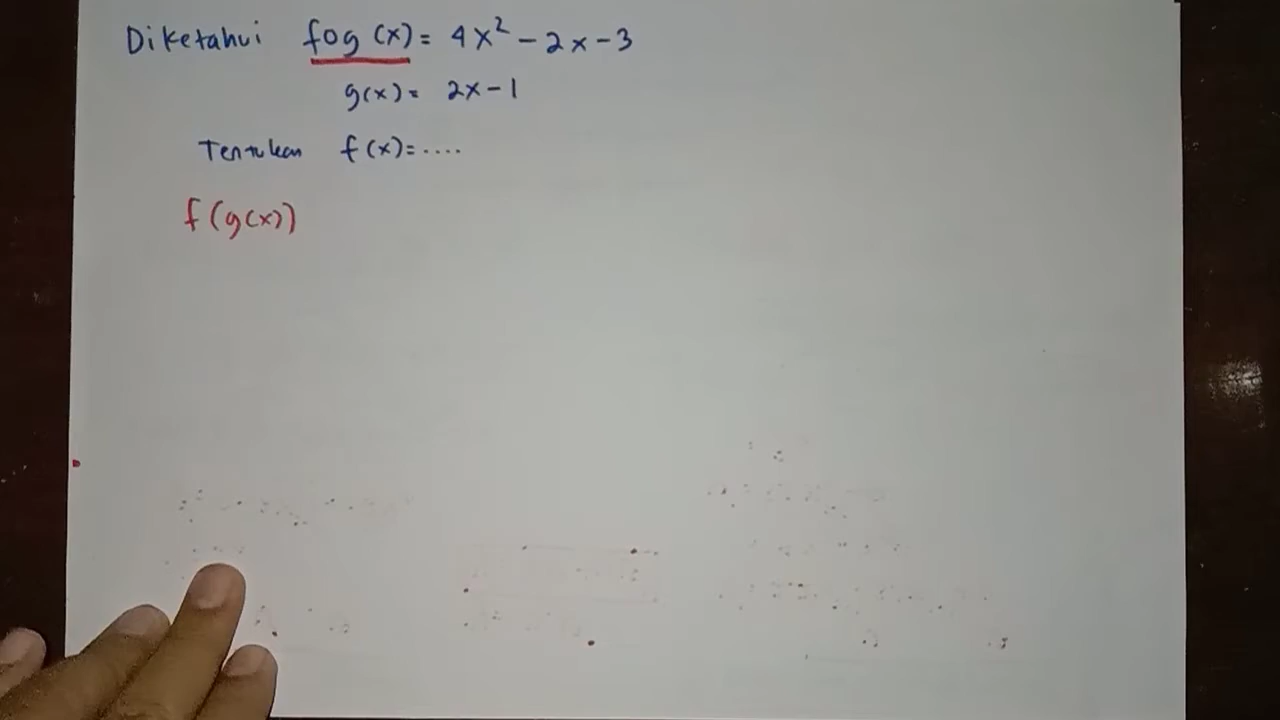 Diketahui fog (x) = 4x² - 2x - 3
g(x) = 2x - 1
Tentukan f(x) = ....
f(g(x))